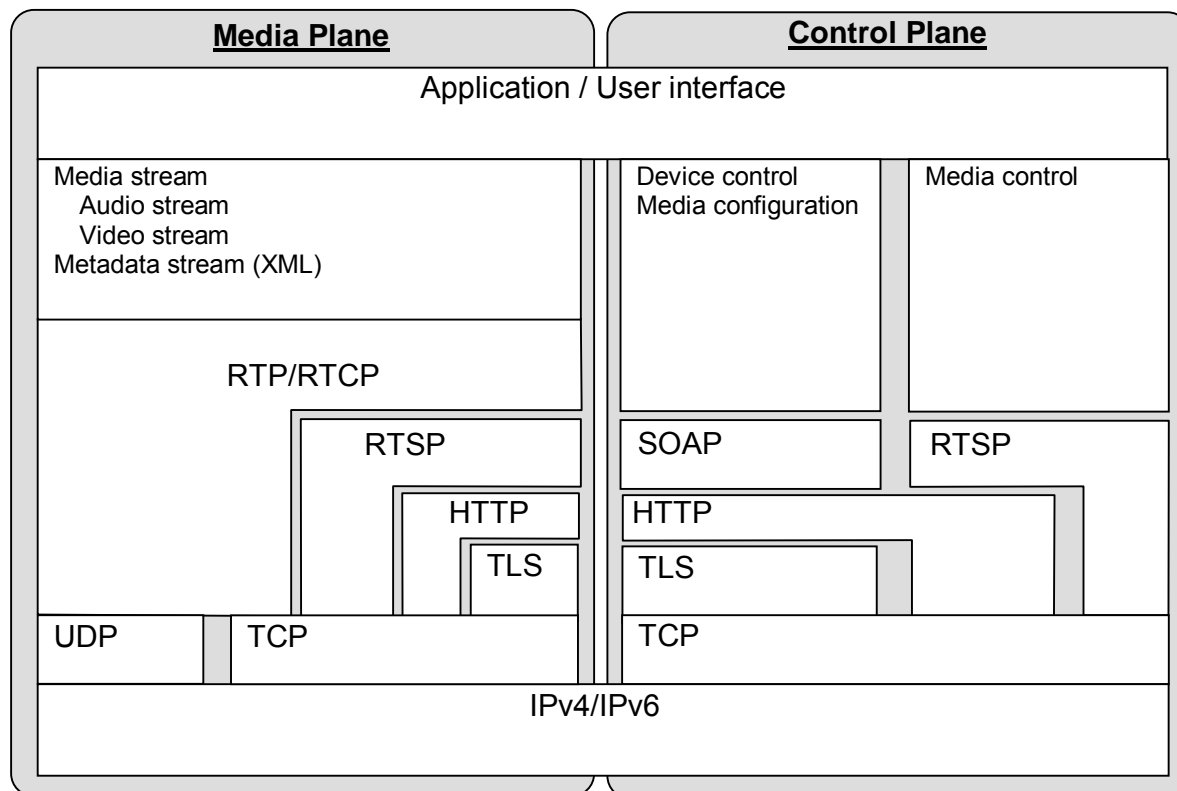 Media Plane
Control Plane
Application / User interface
Media stream
Audio stream
Video stream
Metadata stream (XML)
Device control
Media configuration
Media control
RTP/RTCP
RTSP
SOAP
RTSP
HTTP
HTTP
TLS
TLS
UDP
TCP
TCP
IPv4/IPv6